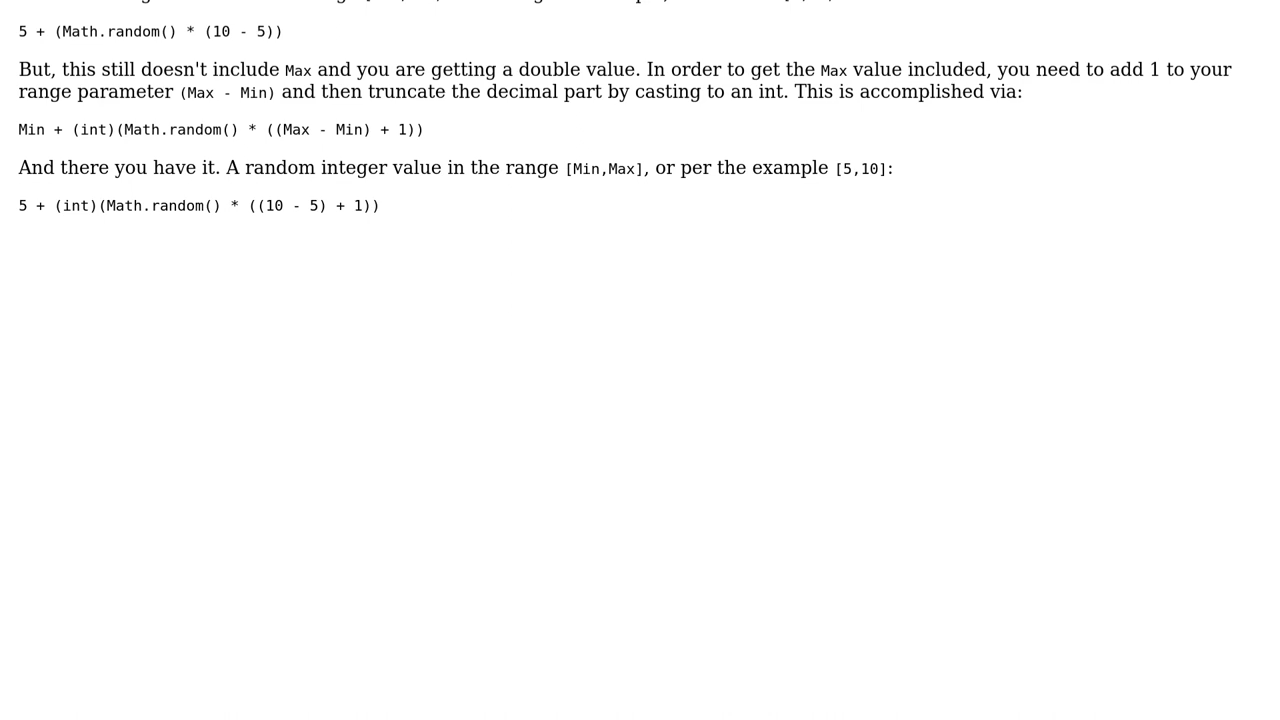 5 + (Math.random() * (10 - 5))
But, this still doesn't include Max and you are getting a double value. In order to get the Max value included, you need to add 1 to your
range parameter (Max - Min) and then truncate the decimal part by casting to an int. This is accomplished via:
Min + (int)(Math.random() * ((Max - Min) + 1))
And there you have it. A random integer value in the range [Min,Max], or per the example [5,10]:
5 + (int)(Math.random() * ((10 - 5) + 1))